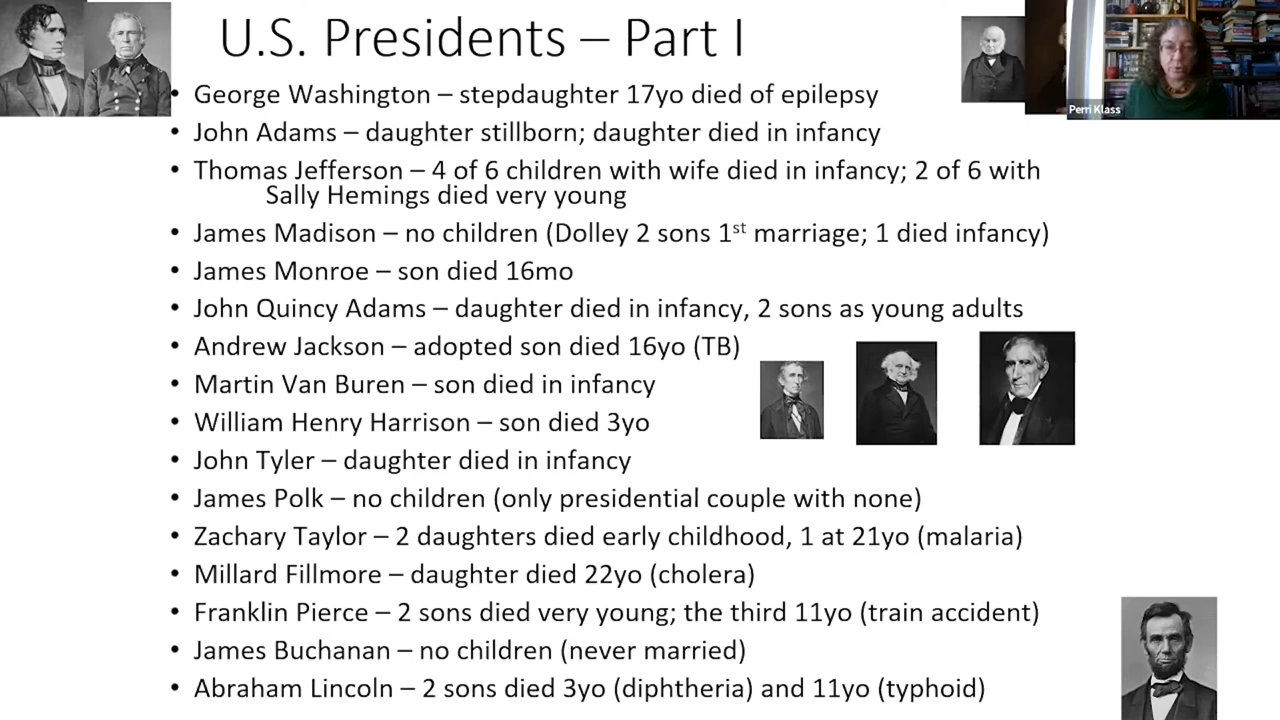 U.S. Presidents – Part I
Perri Klass
• George Washington – stepdaughter 17yo died of epilepsy
• John Adams – daughter stillborn; daughter died in infancy
• Thomas Jefferson – 4 of 6 children with wife died in infancy; 2 of 6 with
Sally Hemings died very young
• James Madison – no children (Dolley 2 sons 1st marriage; 1 died infancy)
• James Monroe – son died 16mo
• John Quincy Adams – daughter died in infancy, 2 sons as young adults
• Andrew Jackson – adopted son died 16yo (TB)
• Martin Van Buren – son died in infancy
• William Henry Harrison – son died 3yo
• John Tyler – daughter died in infancy
• James Polk – no children (only presidential couple with none)
• Zachary Taylor – 2 daughters died early childhood, 1 at 21yo (malaria)
• Millard Fillmore – daughter died 22yo (cholera)
• Franklin Pierce – 2 sons died very young; the third 11yo (train accident)
• James Buchanan – no children (never married)
• Abraham Lincoln – 2 sons died 3yo (diphtheria) and 11yo (typhoid)